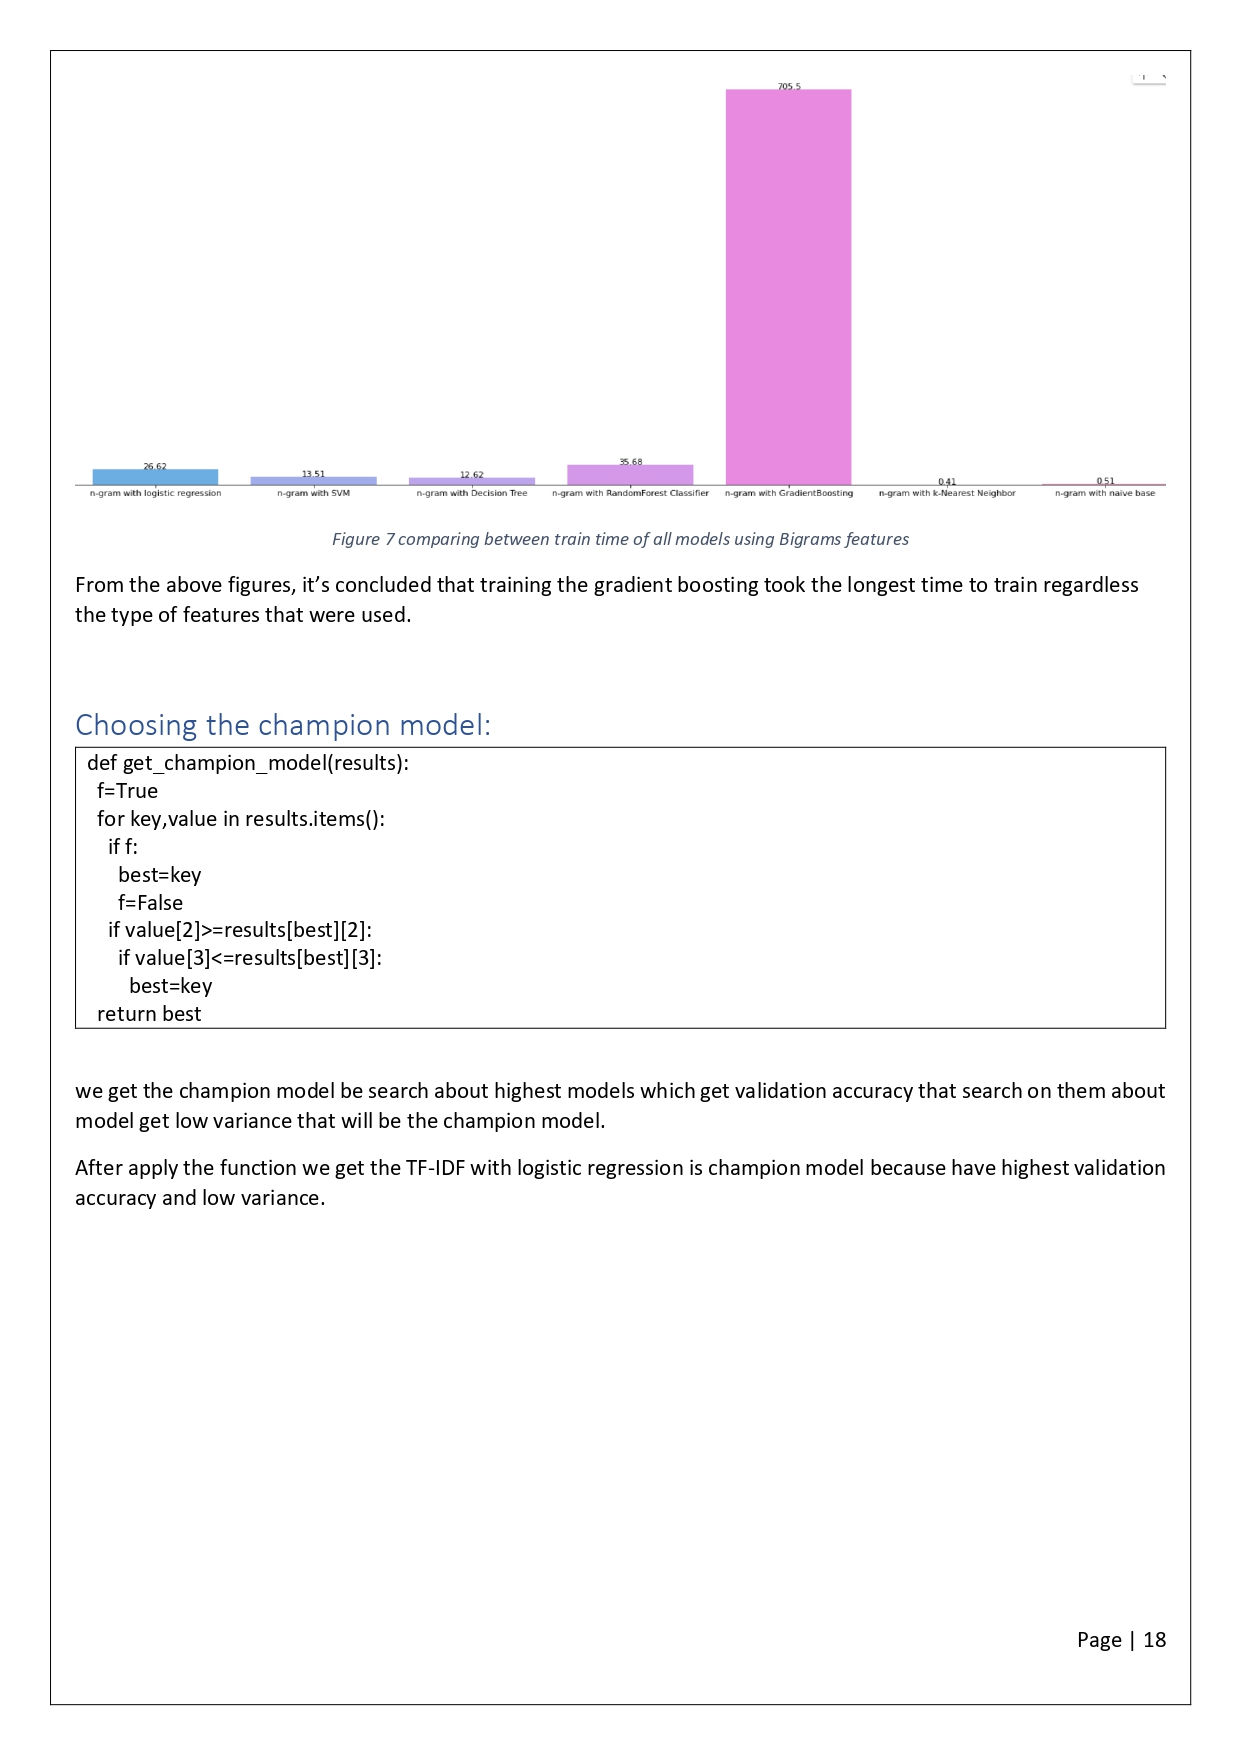 705.5
26.62
13.51
12.62
35.68
0.41
0.51
n-gram with logistic regression n-gram with SVM n-gram with Decision Tree n-gram with RandomForest Classifier n-gram with GradientBoosting n-gram with k-Nearest Neighbor n-gram with naive base
Figure 7 comparing between train time of all models using Bigrams features
From the above figures, it’s concluded that training the gradient boosting took the longest time to train regardless
the type of features that were used.
Choosing the champion model:
def get_champion_model(results):
f=True
for key,value in results.items():
if f:
best=key
f=False
if value[2]>=results[best][2]:
if value[3]<=results[best][3]:
best=key
return best
we get the champion model be search about highest models which get validation accuracy that search on them about
model get low variance that will be the champion model.
After apply the function we get the TF-IDF with logistic regression is champion model because have highest validation
accuracy and low variance.
Page | 18